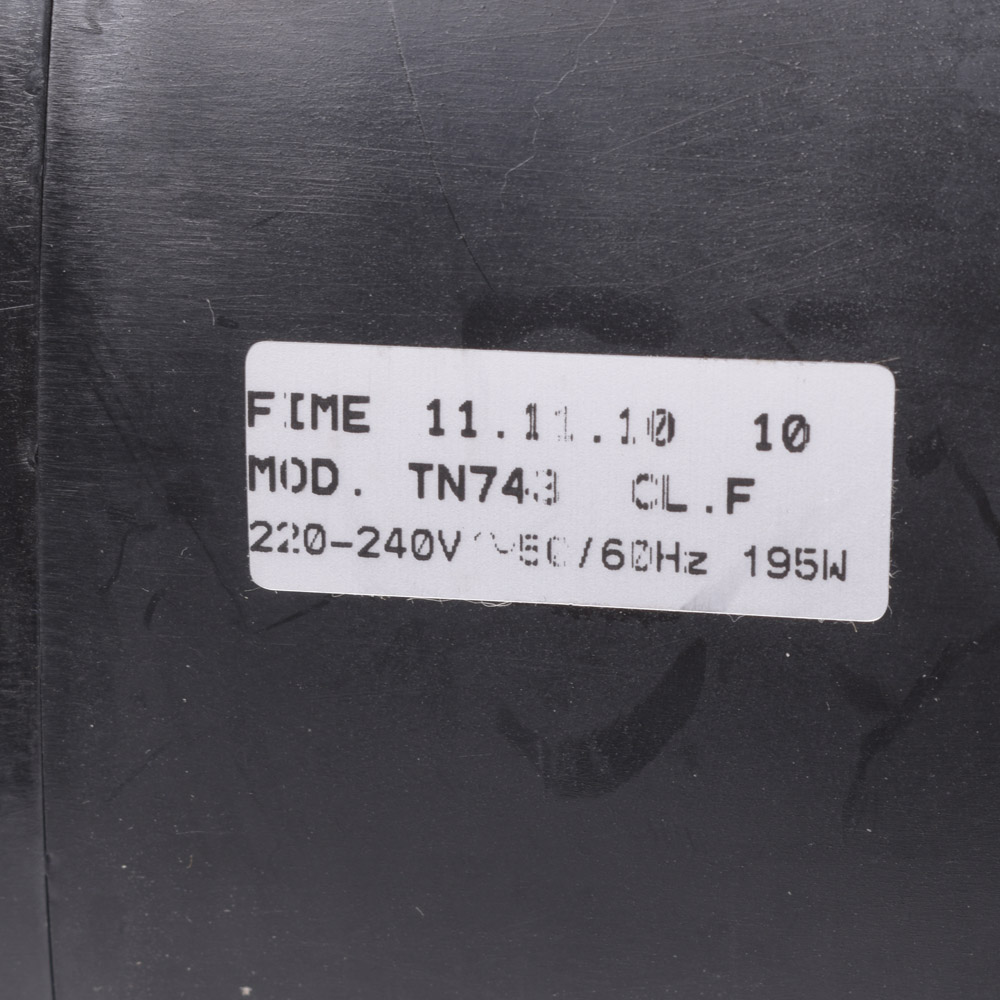 FIME 11.11.10 10
MOD. TN743 CL.F
220-240V ~50/60Hz 195W